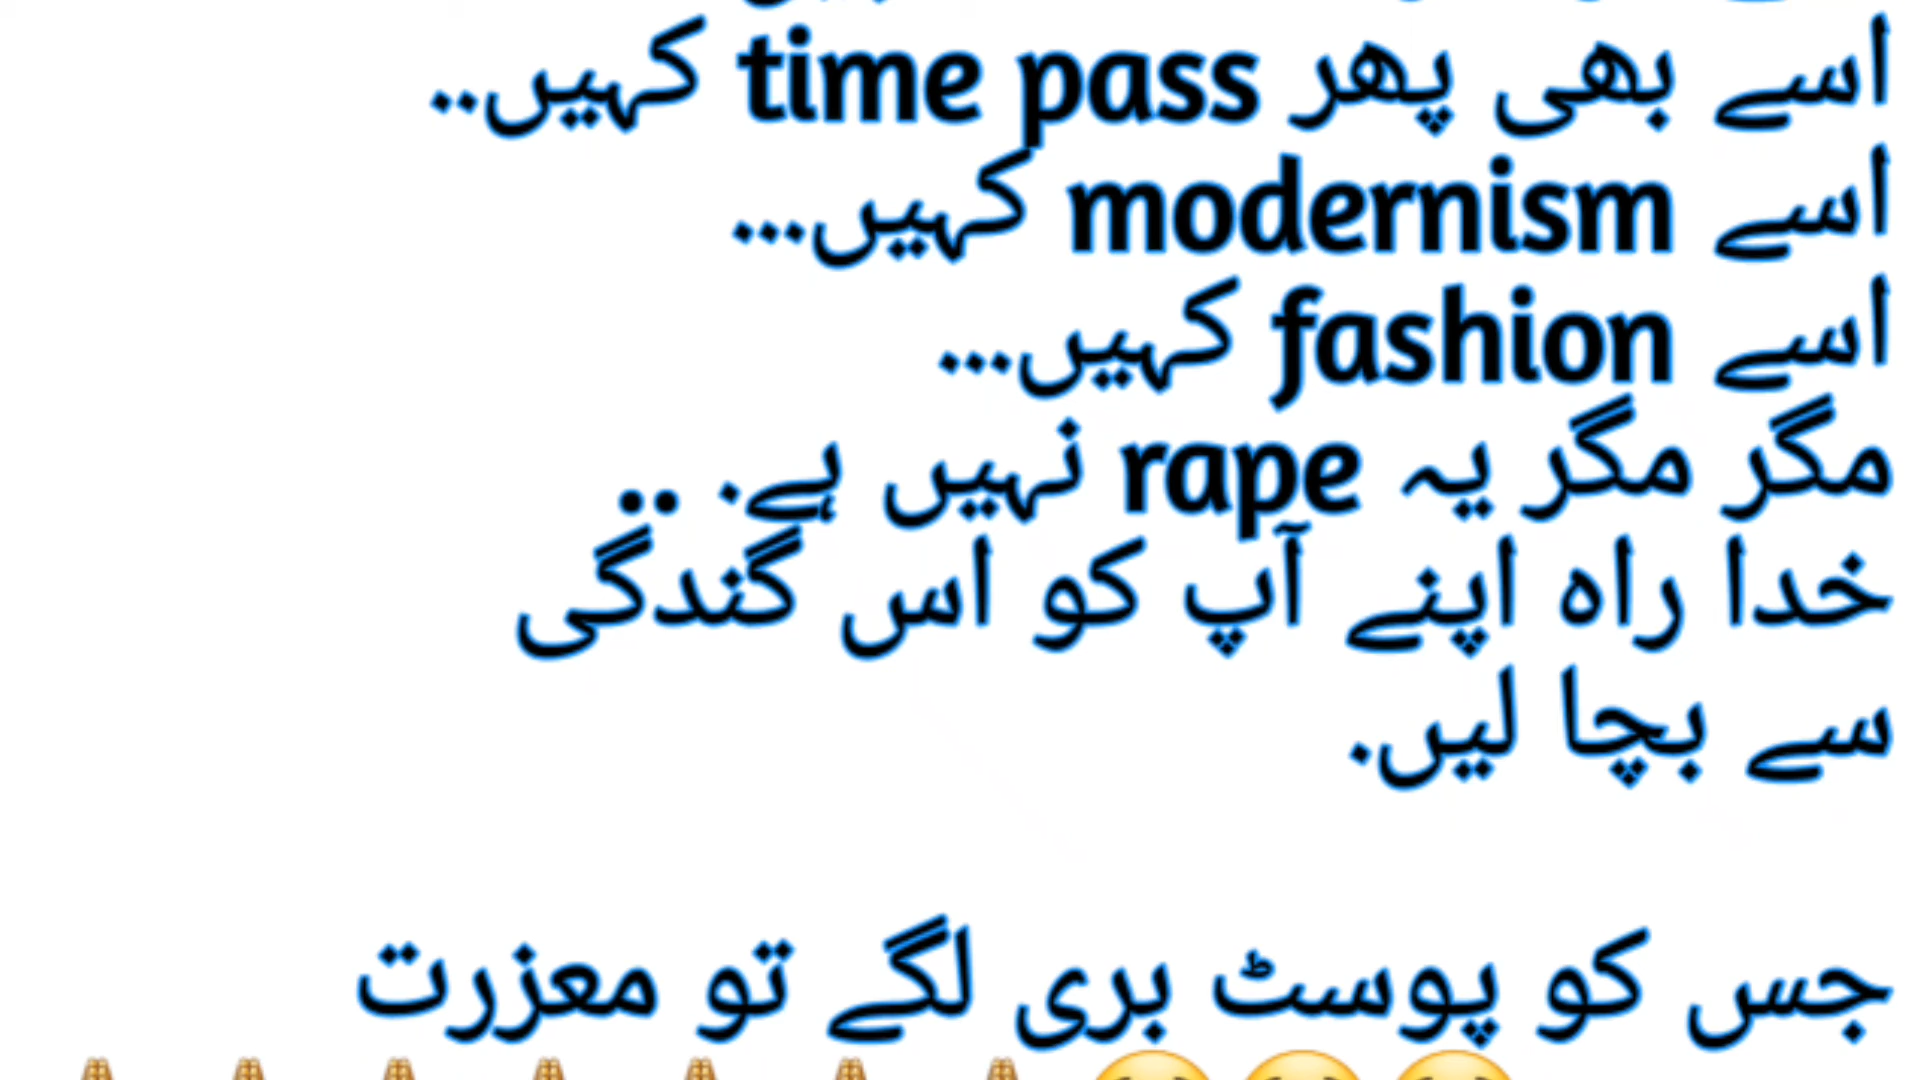 اسے بھی پھر time pass کہیں..
اسے modernism کہیں...
اسے fashion کہیں...
مگر مگر یہ rape نہیں ہے. ..
خدا راہ اپنے آپ کو اس گندگی
سے بچا لیں.
جس کو پوسٹ بری لگے تو معزرت